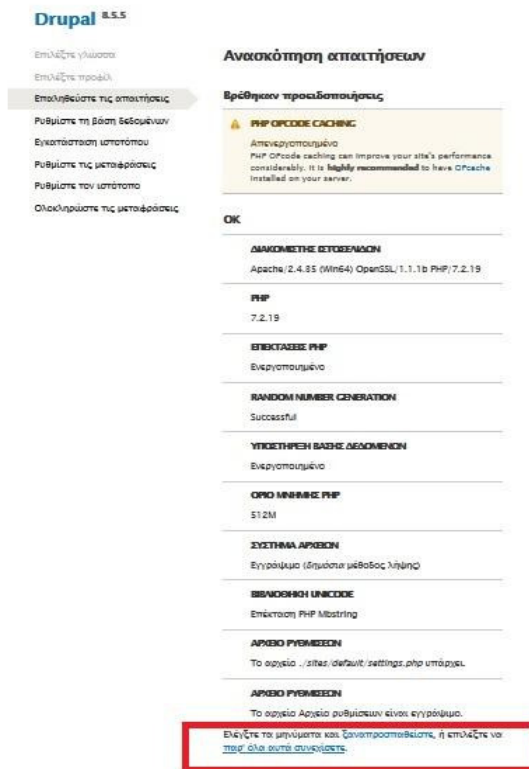 Drupal 8.5.5
Επιλέξτε γλώσσα
Επιλέξτε προφίλ
Επαληθεύστε τις απαιτήσεις
Ρυθμίστε τη βάση δεδομένων
Εγκατάσταση ιστοτόπου
Ρυθμίστε τις μεταφράσεις
Ρυθμίστε τον ιστότοπο
Ολοκληρώστε τις μεταφράσεις
Ανασκόπηση απαιτήσεων
Βρέθηκαν προειδοποιήσεις
PHP OPCODE CACHING
Απενεργοποιημένο
PHP OPcode caching can improve your site's performance
considerably. It is highly recommended to have OPcache
installed on your server.
OK
ΔΙΑΚΟΜΙΣΤΗΣ ΙΣΤΟΣΕΛΙΔΩΝ
Apache/2.4.35 (Win64) OpenSSL/1.1.1b PHP/7.2.19
PHP
7.2.19
ΕΠΕΚΤΑΣΕΙΣ PHP
Ενεργοποιημένο
RANDOM NUMBER GENERATION
Successful
ΥΠΟΣΤΗΡΙΞΗ ΒΑΣΗΣ ΔΕΔΟΜΕΝΩΝ
Ενεργοποιημένο
ΟΡΙΟ ΜΝΗΜΗΣ PHP
512M
ΣΥΣΤΗΜΑ ΑΡΧΕΙΩΝ
Εγγράψιμο (δημόσια μέθοδος λήψης)
ΒΙΒΛΙΟΘΗΚΗ UNICODE
Επέκταση PHP Mbstring
ΑΡΧΕΙΟ ΡΥΘΜΙΣΕΩΝ
Το αρχείο ./sites/default/settings.php υπάρχει.
ΑΡΧΕΙΟ ΡΥΘΜΙΣΕΩΝ
Το αρχείο Αρχείο ρυθμίσεων είναι εγγράψιμο.
Ελέγξτε τα μηνύματα και ξαναπροσπαθείστε, ή επιλέξτε να
παρ' όλα αυτά συνεχίσετε.